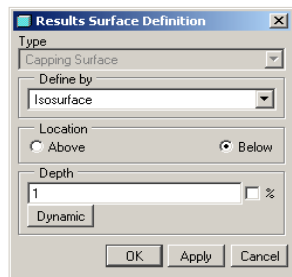 Results Surface Definition
Type
Capping Surface
Define by
Isosurface
Location
Above Below
Depth
1 %
Dynamic
OK Apply Cancel